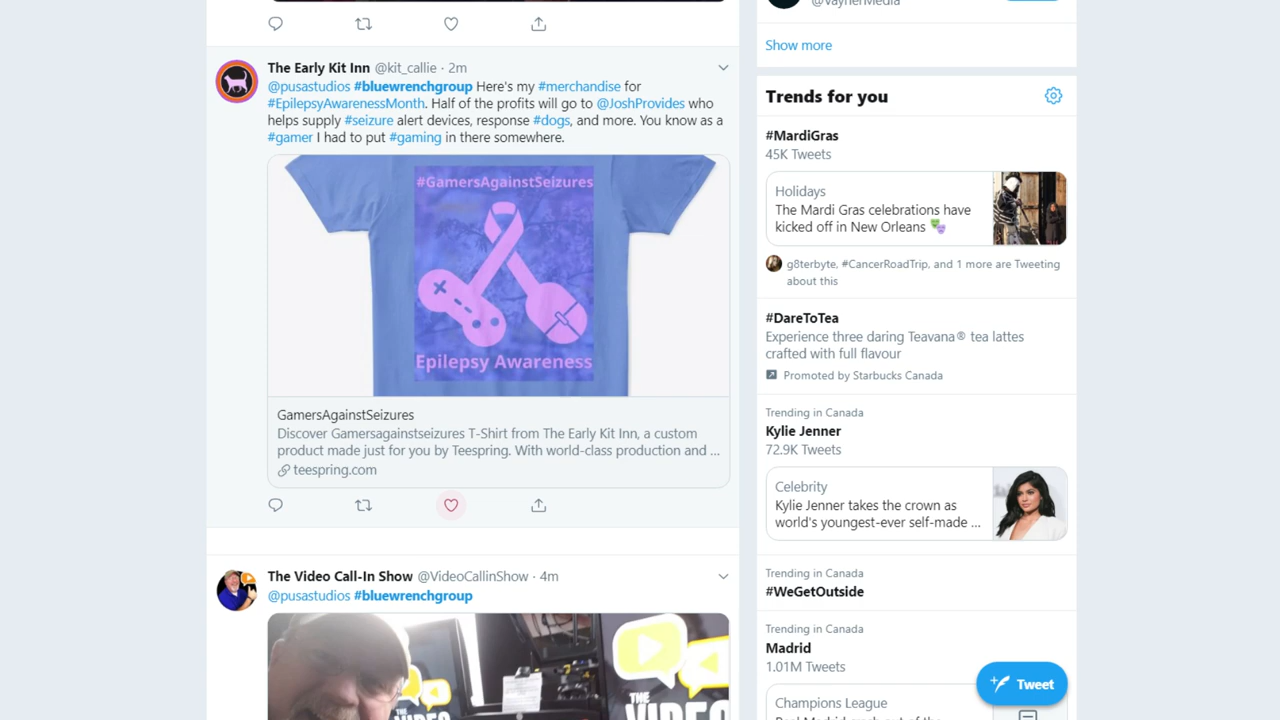 @VaynerMedia
The Early Kit Inn @kit_callie · 2m
@pusastudios #bluewrenchgroup Here's my #merchandise for
#EpilepsyAwarenessMonth. Half of the profits will go to @JoshProvides who
helps supply #seizure alert devices, response #dogs, and more. You know as a
#gamer I had to put #gaming in there somewhere.
#GamersAgainstSeizures
Epilepsy Awareness
GamersAgainstSeizures
Discover Gamersagainstseizures T-Shirt from The Early Kit Inn, a custom
product made just for you by Teespring. With world-class production and ...
teespring.com
The Video Call-In Show @VideoCallinShow · 4m
@pusastudios #bluewrenchgroup
THE
VIDEO
THE
VIDEO
Show more
Trends for you
#MardiGras
45K Tweets
Holidays
The Mardi Gras celebrations have
kicked off in New Orleans
g8terbyte, #CancerRoadTrip, and 1 more are Tweeting
about this
#DareToTea
Experience three daring Teavana® tea lattes
crafted with full flavour
Promoted by Starbucks Canada
Trending in Canada
Kylie Jenner
72.9K Tweets
Celebrity
Kylie Jenner takes the crown as
world's youngest-ever self-made ...
Trending in Canada
#WeGetOutside
Trending in Canada
Madrid
1.01M Tweets
Champions League
Tweet